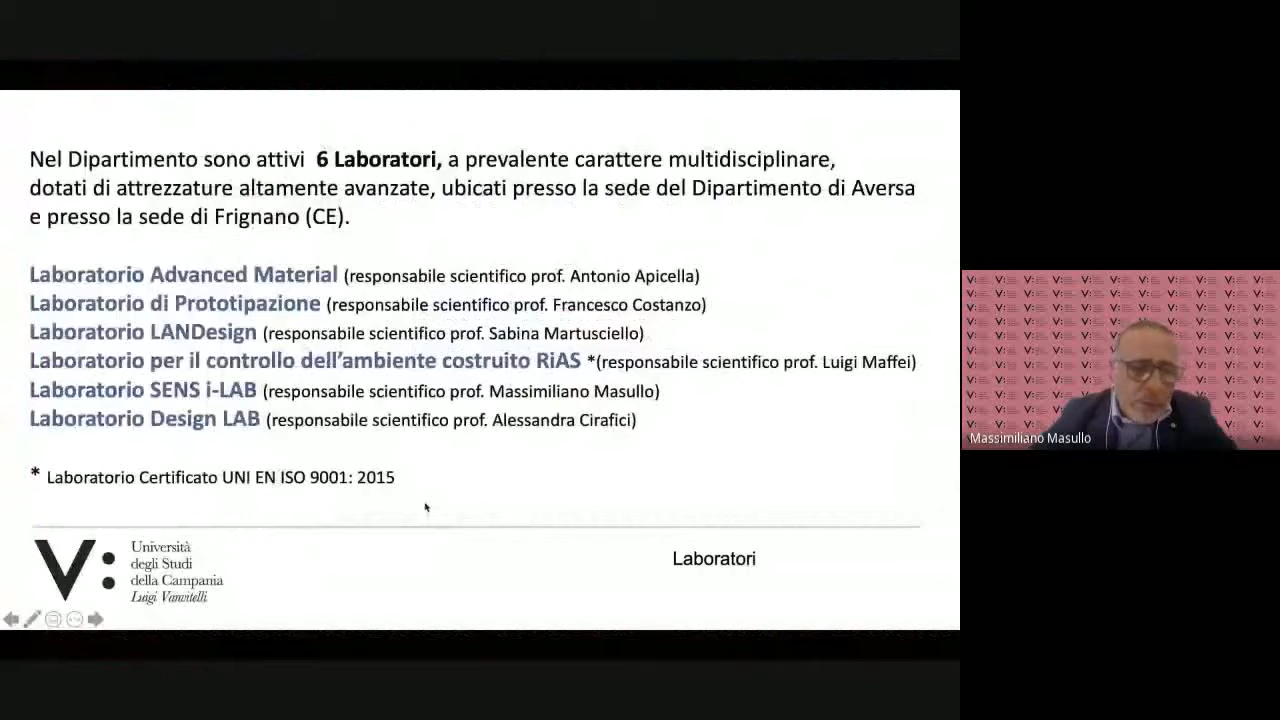 Nel Dipartimento sono attivi 6 Laboratori, a prevalente carattere multidisciplinare,
dotati di attrezzature altamente avanzate, ubicati presso la sede del Dipartimento di Aversa
e presso la sede di Frignano (CE).
Laboratorio Advanced Material (responsabile scientifico prof. Antonio Apicella)
Laboratorio di Prototipazione (responsabile scientifico prof. Francesco Costanzo)
Laboratorio LANDesign (responsabile scientifico prof. Sabina Martusciello)
Laboratorio per il controllo dell’ambiente costruito RiAS *(responsabile scientifico prof. Luigi Maffei)
Laboratorio SENS i-LAB (responsabile scientifico prof. Massimiliano Masullo)
Laboratorio Design LAB (responsabile scientifico prof. Alessandra Cirafici)
* Laboratorio Certificato UNI EN ISO 9001: 2015
V:
Università
degli Studi
della Campania
Luigi Vanvitelli
Laboratori
Massimiliano Masullo